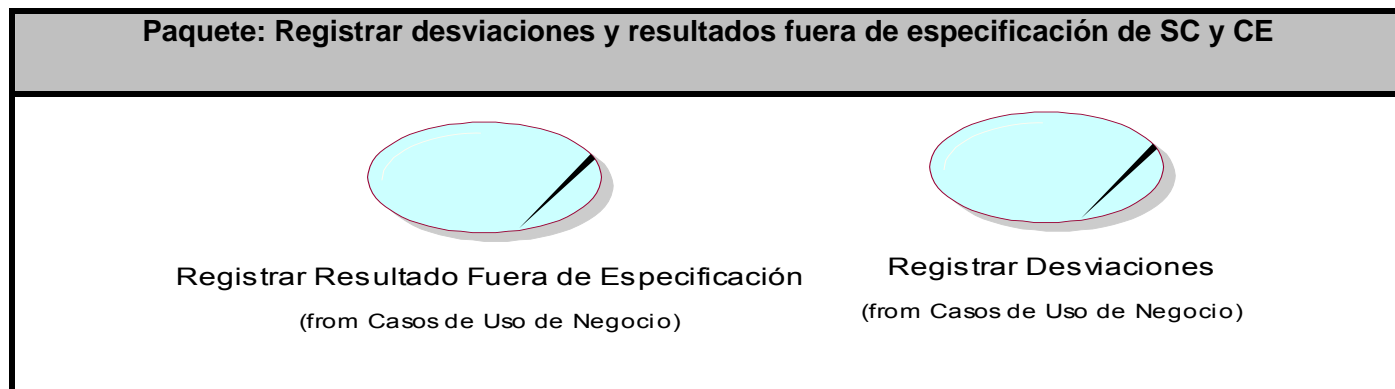 Paquete: Registrar desviaciones y resultados fuera de especificación de SC y CE
Registrar Resultado Fuera de Especificación
(from Casos de Uso de Negocio)
Registrar Desviaciones
(from Casos de Uso de Negocio)